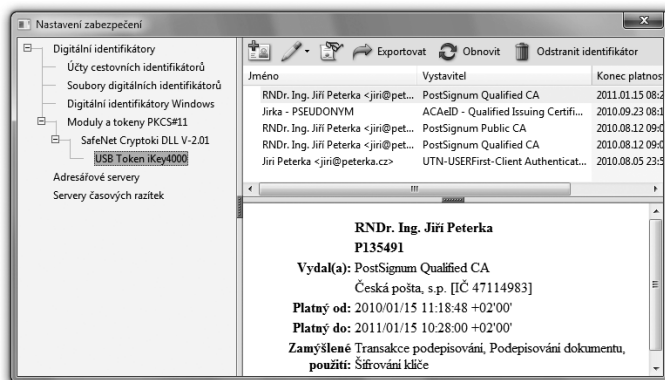 Nastavení zabezpečení
Digitální identifikátory
Účty cestovních identifikátorů
Soubory digitálních identifikátorů
Digitální identifikátory Windows
Moduly a tokeny PKCS#11
SafeNet Cryptoki DLL V-2.01
USB Token iKey4000
Adresářové servery
Servery časových razítek
Exportovat Obnovit Odstranit identifikátor
Jméno Vystavitel Konec platnost
RNDr. Ing. Jiří Peterka <jiri@pet... PostSignum Qualified CA 2011.01.15 08:2
Jirka - PSEUDONYM ACAeID - Qualified Issuing Certifi... 2010.09.23 08:1
RNDr. Ing. Jiří Peterka <jiri@pet... PostSignum Public CA 2010.08.12 09:0
RNDr. Ing. Jiří Peterka <jiri@pet... PostSignum Qualified CA 2010.08.12 09:0
Jiri Peterka <jiri@peterka.cz> UTN-USERFirst-Client Authenticat... 2010.08.05 23:5
RNDr. Ing. Jiří Peterka
P135491
Vydal(a): PostSignum Qualified CA
Česká pošta, s.p. [IČ 47114983]
Platný od: 2010/01/15 11:18:48 +02'00'
Platný do: 2011/01/15 10:28:00 +02'00'
Zamýšlené Transakce podepisování, Podepisování dokumentu,
použití: Šifrování klíče